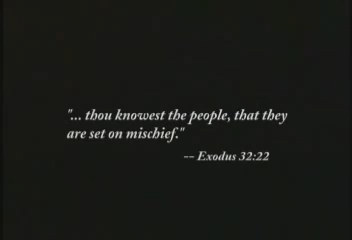 "... thou knowest the people, that they
are set on mischief."
-- Exodus 32:22